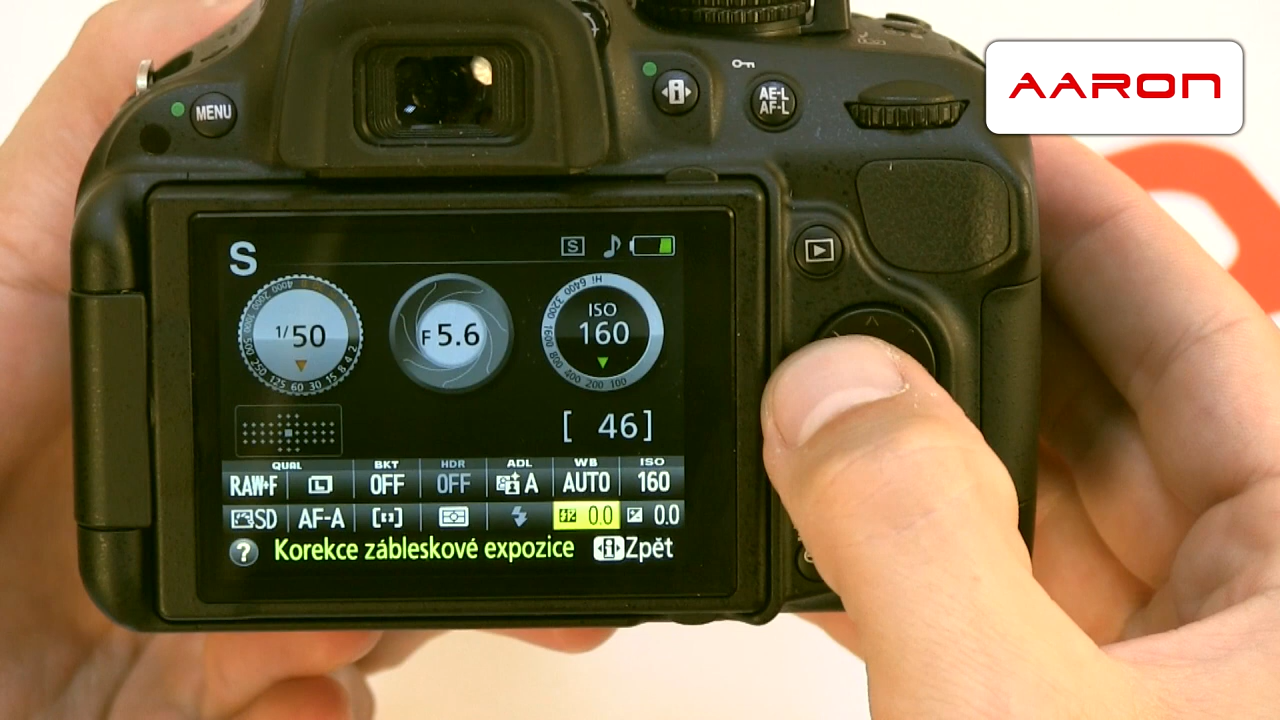 AARON
MENU
AE-L
AF-L
S
S
1/50
F 5.6
ISO
160
[ 46]
QUAL BKT HDR ADL WB ISO
RAW+F L OFF OFF A AUTO 160
SD AF-A 0.0 0.0
? Korekce zábleskové expozice i Zpět